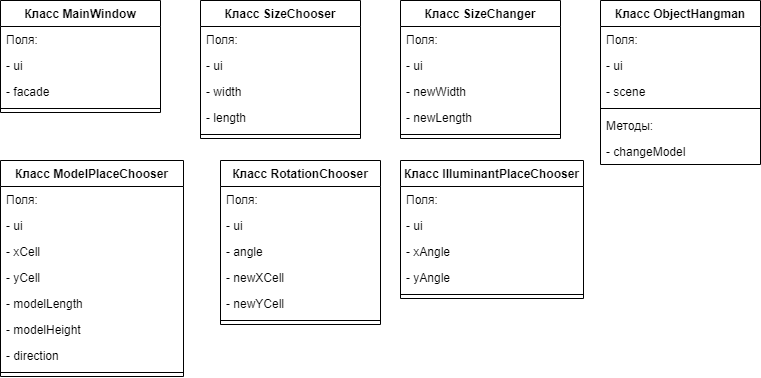 Класс MainWindow
Поля:
- ui
- facade
Класс SizeChooser
Поля:
- ui
- width
- length
Класс SizeChanger
Поля:
- ui
- newWidth
- newLength
Класс ObjectHangman
Поля:
- ui
- scene
Методы:
- changeModel
Класс ModelPlaceChooser
Поля:
- ui
- xCell
- yCell
- modelLength
- modelHeight
- direction
Класс RotationChooser
Поля:
- ui
- angle
- newXCell
- newYCell
Класс IlluminantPlaceChooser
Поля:
- ui
- xAngle
- yAngle